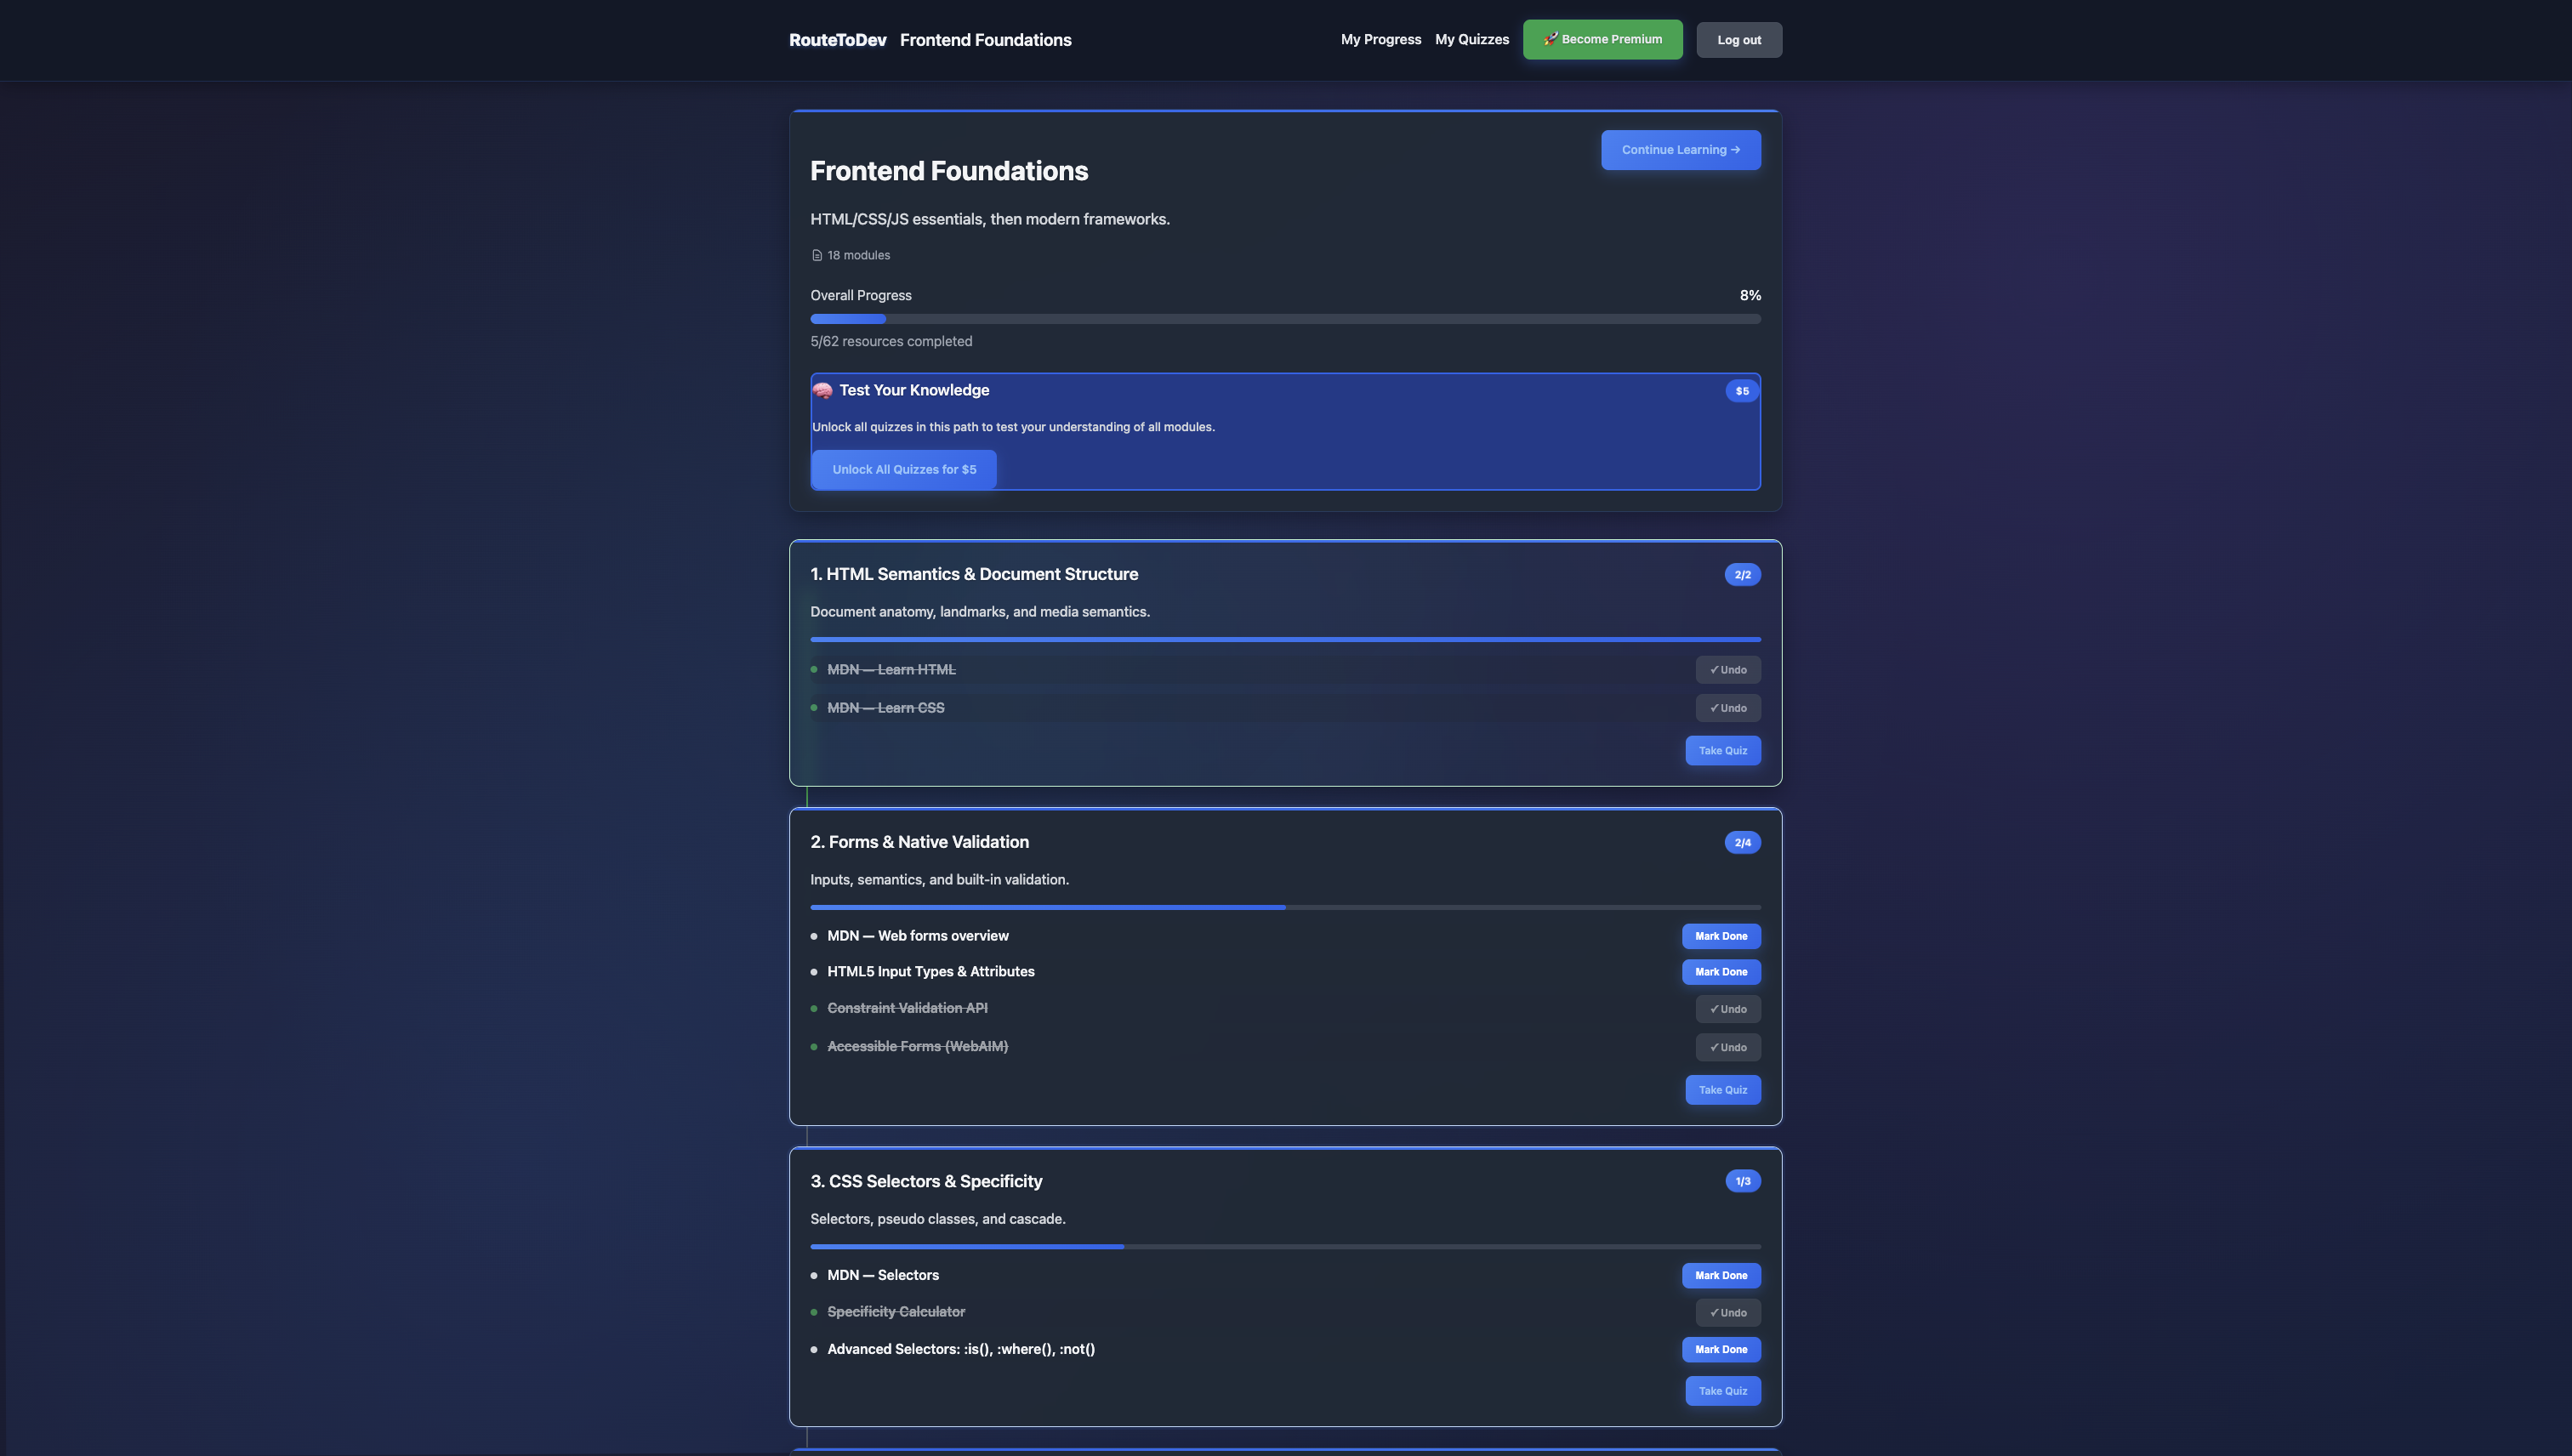 RouteToDev Frontend Foundations My Progress My Quizzes 🚀 Become Premium Log out
Continue Learning →
Frontend Foundations
HTML/CSS/JS essentials, then modern frameworks.
18 modules
Overall Progress 8%
5/62 resources completed
🧠 Test Your Knowledge $5
Unlock all quizzes in this path to test your understanding of all modules.
Unlock All Quizzes for $5
1. HTML Semantics & Document Structure 2/2
Document anatomy, landmarks, and media semantics.
MDN — Learn HTML ✓ Undo
MDN — Learn CSS ✓ Undo
Take Quiz
2. Forms & Native Validation 2/4
Inputs, semantics, and built-in validation.
MDN — Web forms overview Mark Done
HTML5 Input Types & Attributes Mark Done
Constraint Validation API ✓ Undo
Accessible Forms (WebAIM) ✓ Undo
Take Quiz
3. CSS Selectors & Specificity 1/3
Selectors, pseudo classes, and cascade.
MDN — Selectors Mark Done
Specificity Calculator ✓ Undo
Advanced Selectors: :is(), :where(), :not() Mark Done
Take Quiz